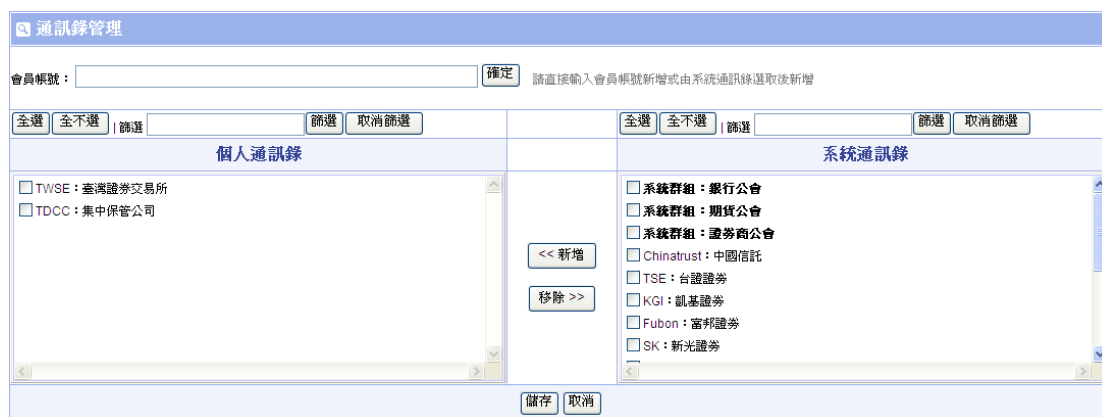 通訊錄管理
會員帳號： 確定 請直接輸入會員帳號新增或由系統通訊錄選取後新增
全選 全不選 | 篩選 篩選 取消篩選 全選 全不選 | 篩選 篩選 取消篩選
個人通訊錄 系統通訊錄
TWSE：臺灣證券交易所
TDCC：集中保管公司
系統群組：銀行公會
系統群組：期貨公會
系統群組：證券商公會
Chinatrust：中國信託
TSE：台證證券
KGI：凱基證券
Fubon：富邦證券
SK：新光證券
<< 新增
移除 >>
儲存 取消